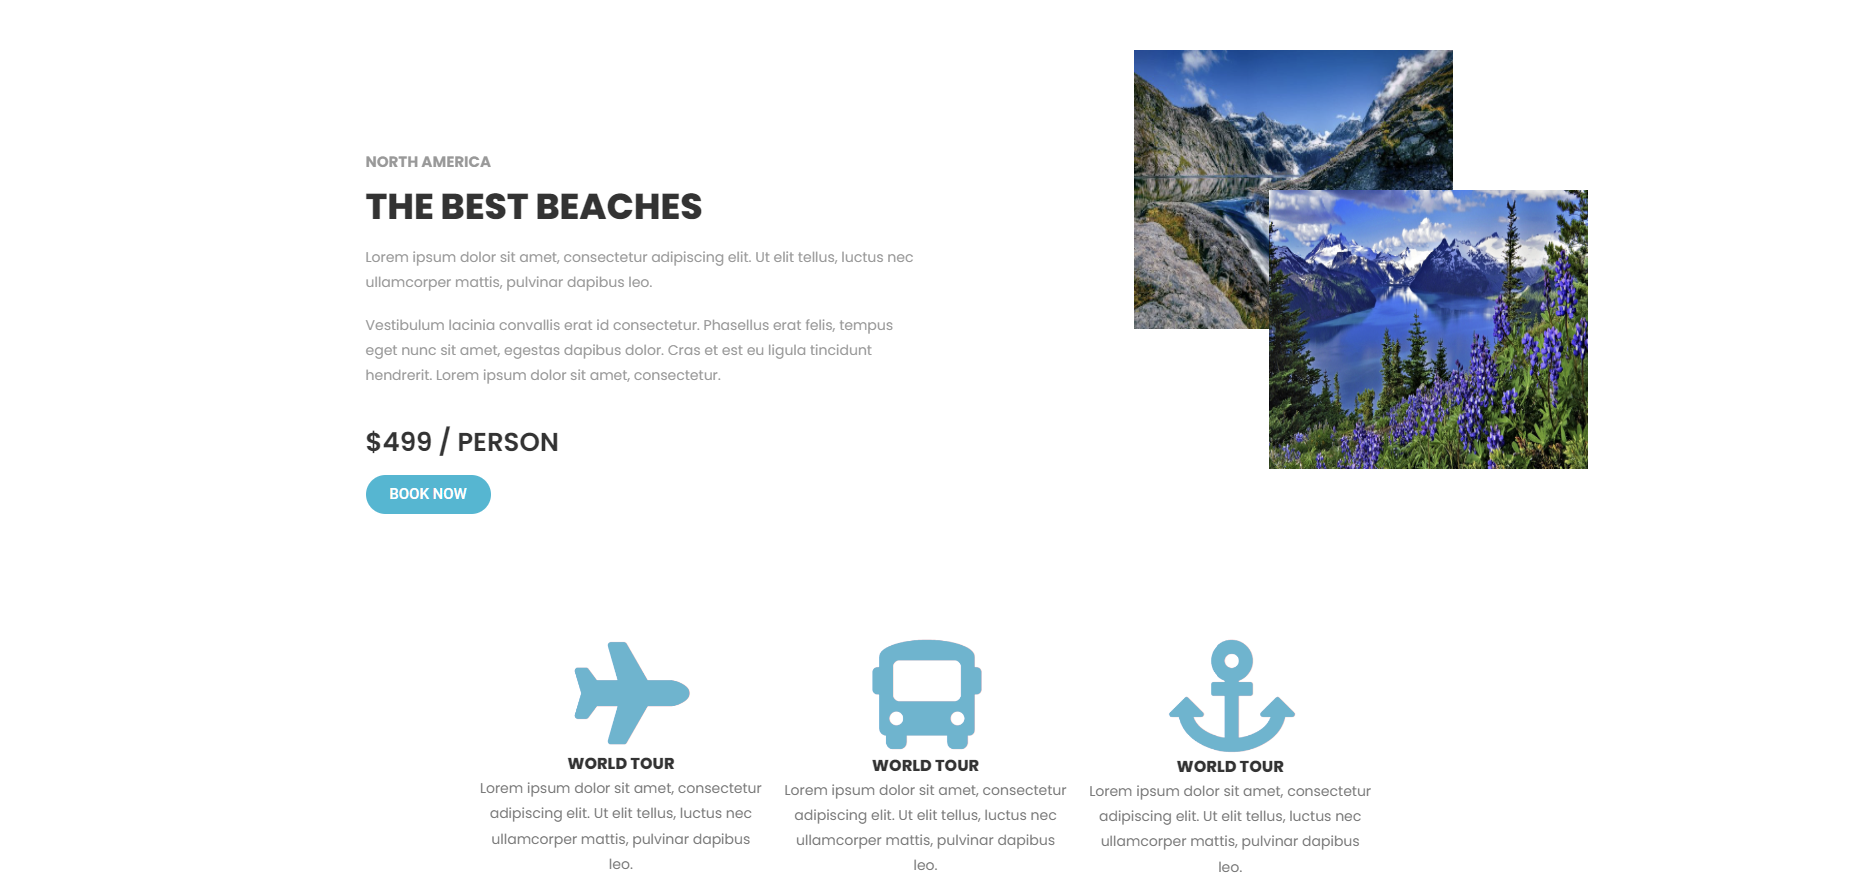 NORTH AMERICA
THE BEST BEACHES
Lorem ipsum dolor sit amet, consectetur adipiscing elit. Ut elit tellus, luctus nec
ullamcorper mattis, pulvinar dapibus leo.
Vestibulum lacinia convallis erat id consectetur. Phasellus erat felis, tempus
eget nunc sit amet, egestas dapibus dolor. Cras et est eu ligula tincidunt
hendrerit. Lorem ipsum dolor sit amet, consectetur.
$499 / PERSON
BOOK NOW
WORLD TOUR
Lorem ipsum dolor sit amet, consectetur
adipiscing elit. Ut elit tellus, luctus nec
ullamcorper mattis, pulvinar dapibus
leo.
WORLD TOUR
Lorem ipsum dolor sit amet, consectetur
adipiscing elit. Ut elit tellus, luctus nec
ullamcorper mattis, pulvinar dapibus
leo.
WORLD TOUR
Lorem ipsum dolor sit amet, consectetur
adipiscing elit. Ut elit tellus, luctus nec
ullamcorper mattis, pulvinar dapibus
leo.